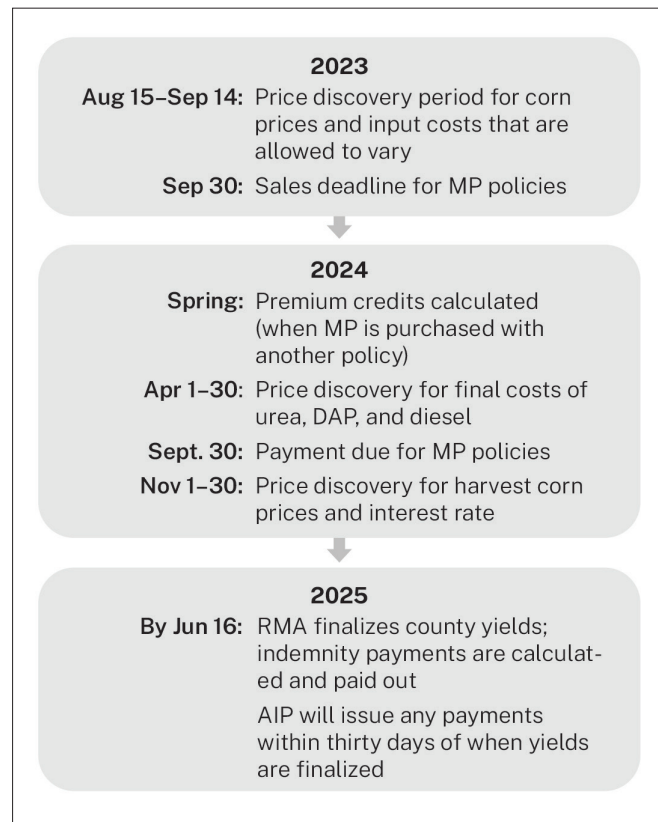 2023
Aug 15–Sep 14: Price discovery period for corn
prices and input costs that are
allowed to vary
Sep 30: Sales deadline for MP policies
2024
Spring: Premium credits calculated
(when MP is purchased with
another policy)
Apr 1–30: Price discovery for final costs of
urea, DAP, and diesel
Sept. 30: Payment due for MP policies
Nov 1–30: Price discovery for harvest corn
prices and interest rate
2025
By Jun 16: RMA finalizes county yields;
indemnity payments are calculat-
ed and paid out
AIP will issue any payments
within thirty days of when yields
are finalized